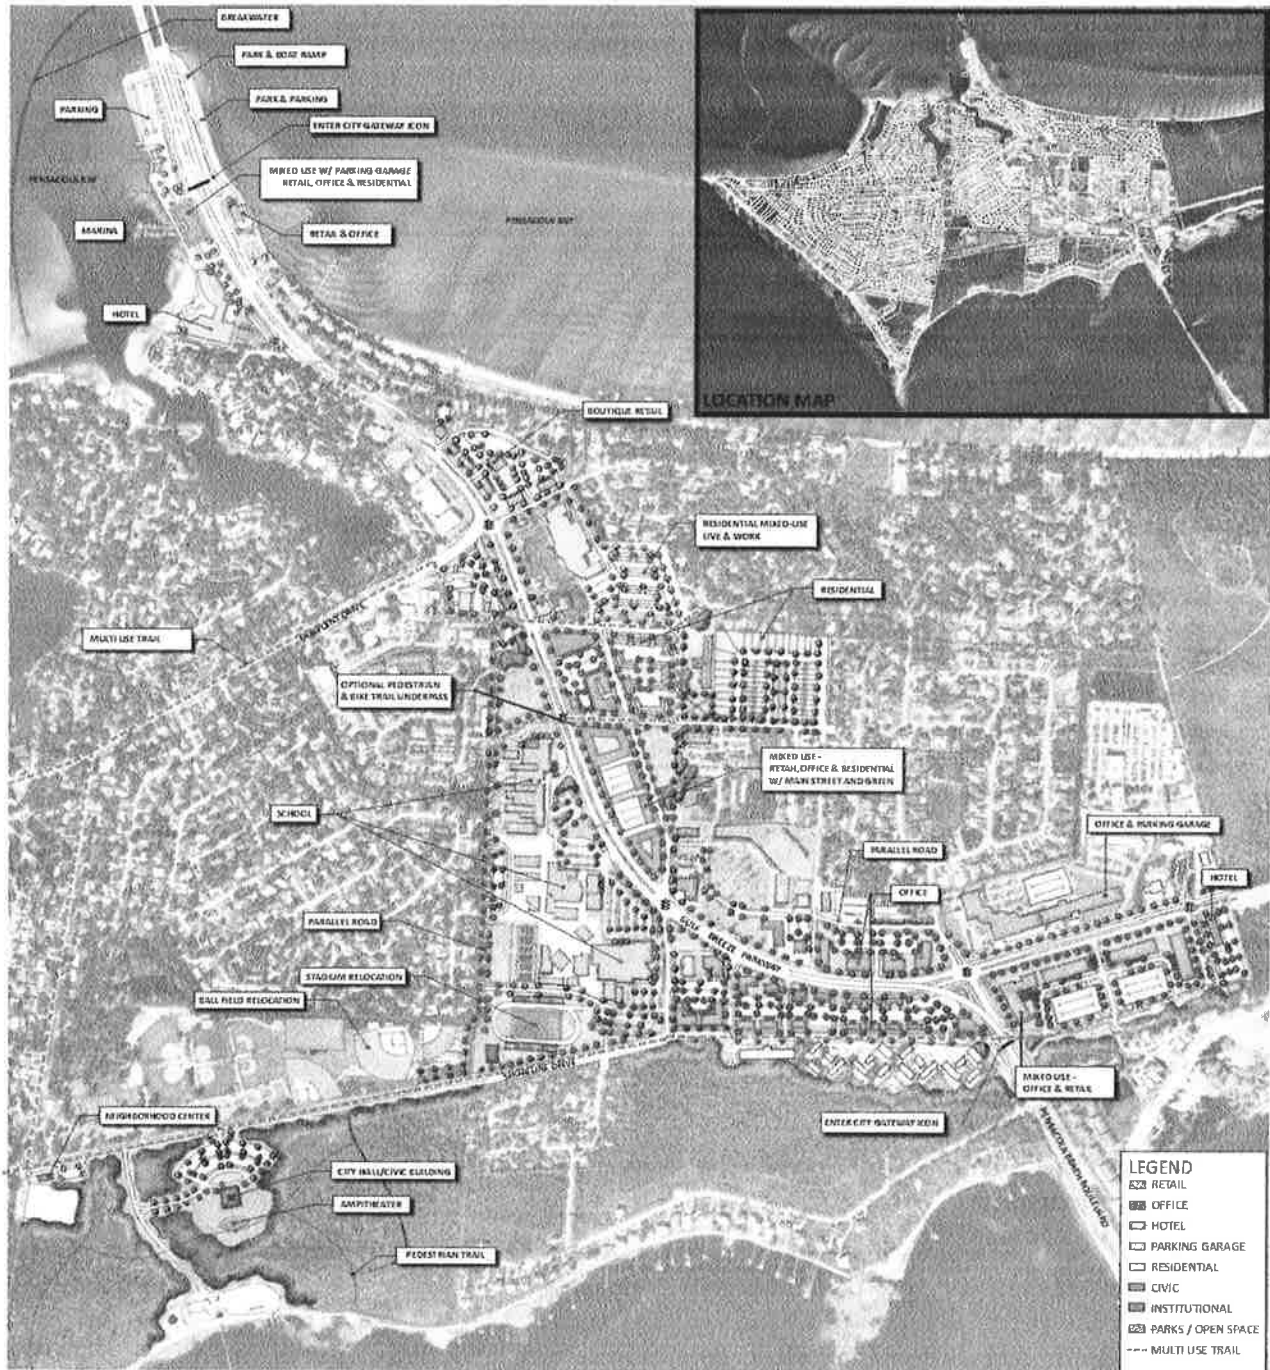 BREAKWATER
PARK & BOAT RAMP
PARKING
PARK & PARKING
ENTER CITY GATEWAY ICON
MIXED USE W/ PARKING GARAGE
RETAIL, OFFICE & RESIDENTIAL
PENSACOLA BAY
PENSACOLA BAY
MARINA
RETAIL & OFFICE
HOTEL
LOCATION MAP
BOUTIQUE RETAIL
RESIDENTIAL MIXED-USE
LIVE & WORK
RESIDENTIAL
MULTI USE TRAIL
DRIVE
OPTIONAL PEDESTRIAN
& BIKE TRAIL UNDERPASS
MIXED USE -
RETAIL, OFFICE & RESIDENTIAL
W/ MAIN STREET AND GREEN
SCHOOL
OFFICE & PARKING GARAGE
PARALLEL ROAD
HOTEL
OFFICE
PARALLEL ROAD
GULF BREEZE PARKWAY
STADIUM RELOCATION
BALL FIELD RELOCATION
SHORELINE DRIVE
MIXED USE -
OFFICE & RETAIL
NEIGHBORHOOD CENTER
ENTER CITY GATEWAY ICON
PENSACOLA BEACH BOULEVARD
CITY HALL/CIVIC BUILDING
AMPITHEATER
PEDESTRIAN TRAIL
LEGEND
RETAIL
OFFICE
HOTEL
PARKING GARAGE
RESIDENTIAL
CIVIC
INSTITUTIONAL
PARKS / OPEN SPACE
MULTI USE TRAIL